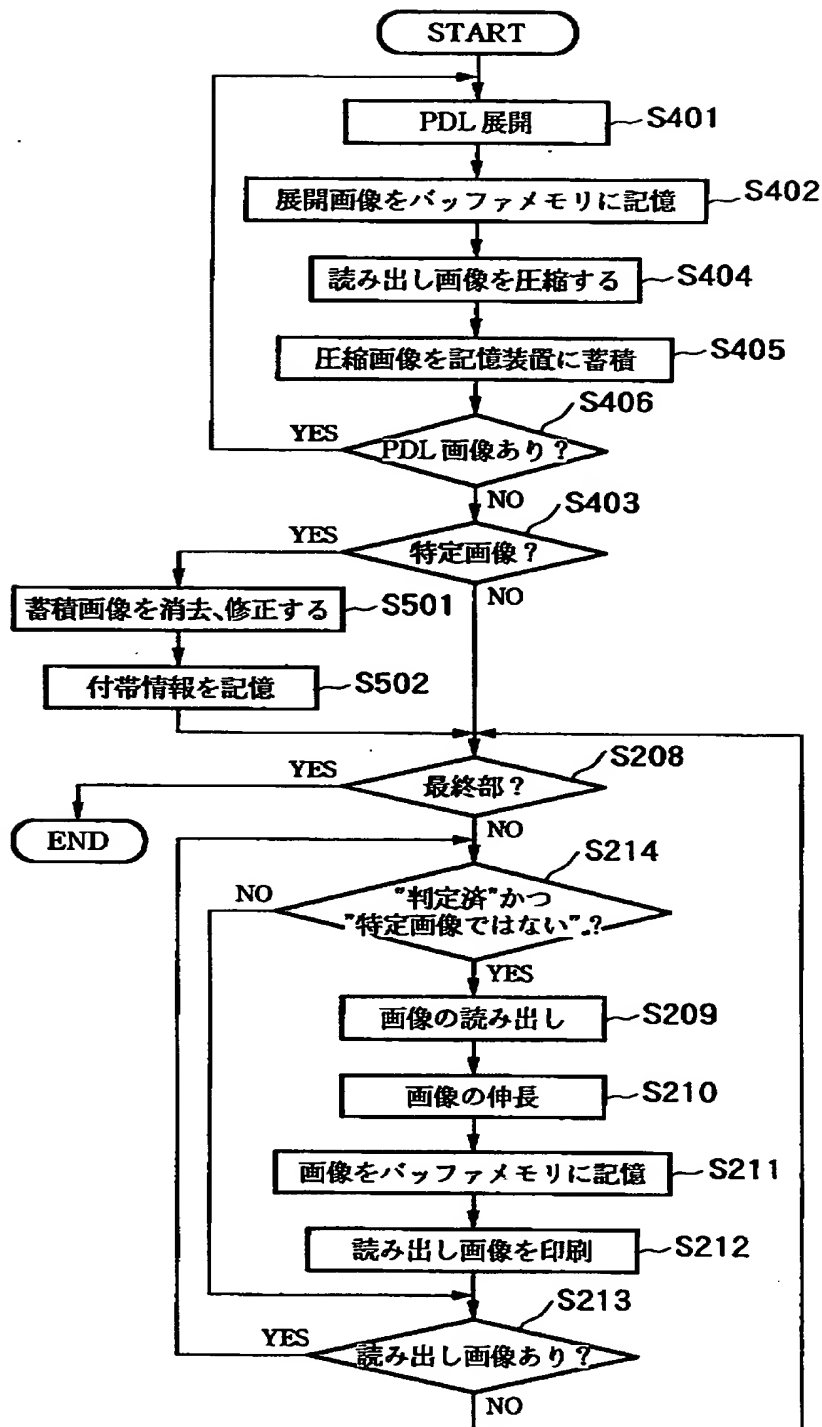 START
PDL 展開
S401
展開画像をバッファメモリに記憶
S402
読み出し画像を圧縮する
S404
圧縮画像を記憶装置に蓄積
S405
S406
YES
PDL 画像あり？
NO
S403
YES
特定画像？
NO
蓄積画像を消去、修正する
S501
付帯情報を記憶
S502
S208
YES
最終部？
END
NO
S214
NO
"判定済"かつ
"特定画像ではない"？
YES
画像の読み出し
S209
画像の伸長
S210
画像をバッファメモリに記憶
S211
読み出し画像を印刷
S212
S213
YES
読み出し画像あり？
NO